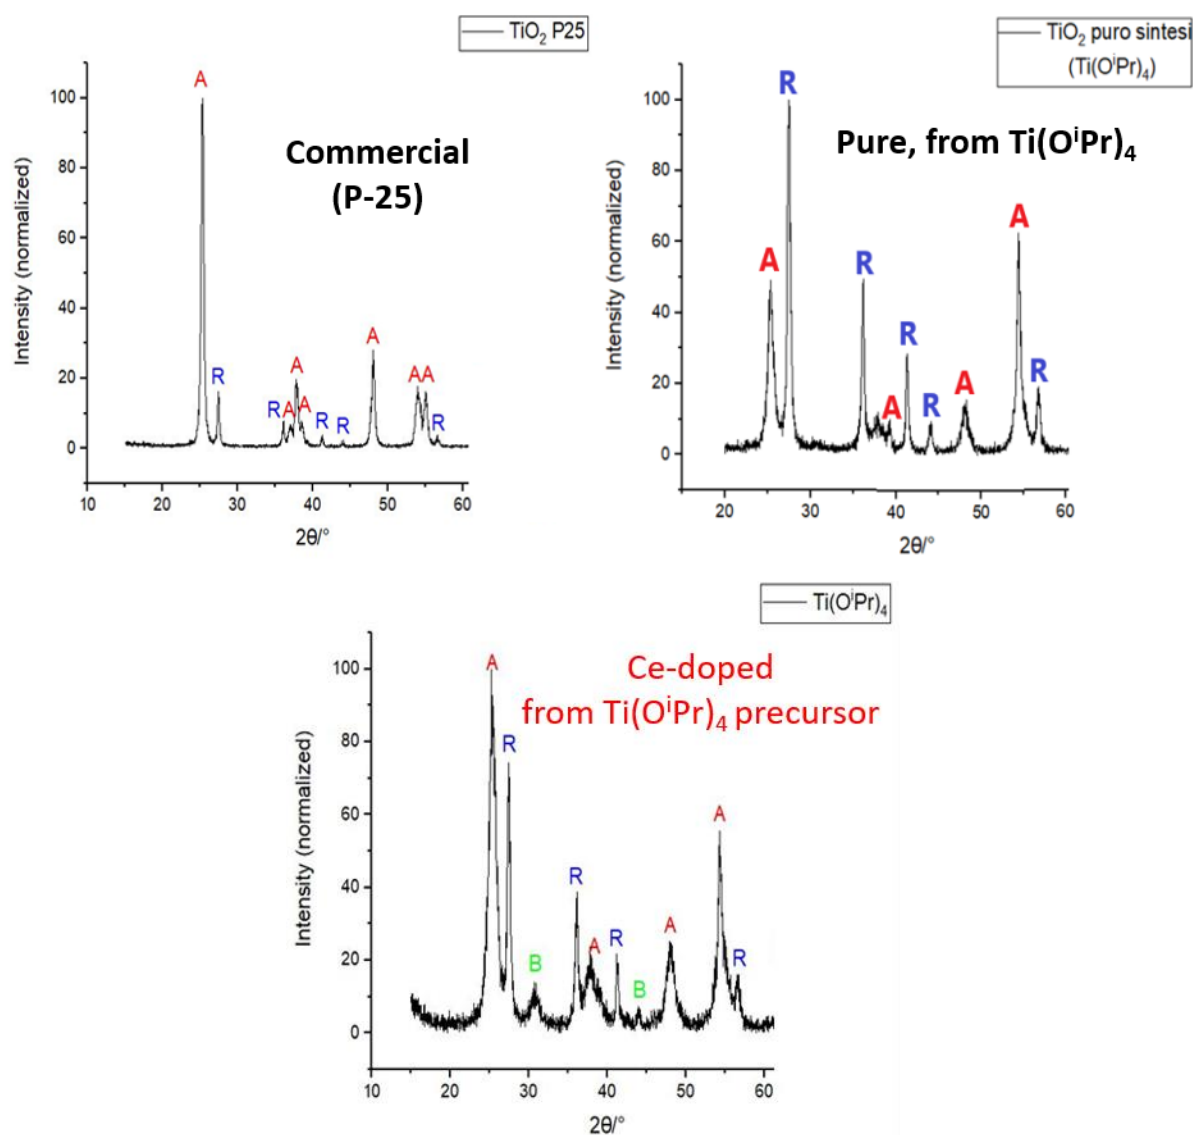 TiO₂ P25
Commercial
(P-25)
Intensity (normalized)
100
80
60
40
20
0
A
R
R
A
A
A
R
R
A
A
A
R
10 20 30 40 50 60
2θ/°
TiO₂ puro sintesi
(Ti(OⁱPr)₄)
Pure, from Ti(OⁱPr)₄
Intensity (normalized)
100
80
60
40
20
0
A
R
R
A
R
R
A
A
R
20 30 40 50 60
2θ/°
Ti(OⁱPr)₄
Ce-doped
from Ti(OⁱPr)₄ precursor
Intensity (normalized)
100
80
60
40
20
0
A
R
B
R
A
R
B
A
A
R
10 20 30 40 50 60
2θ/°